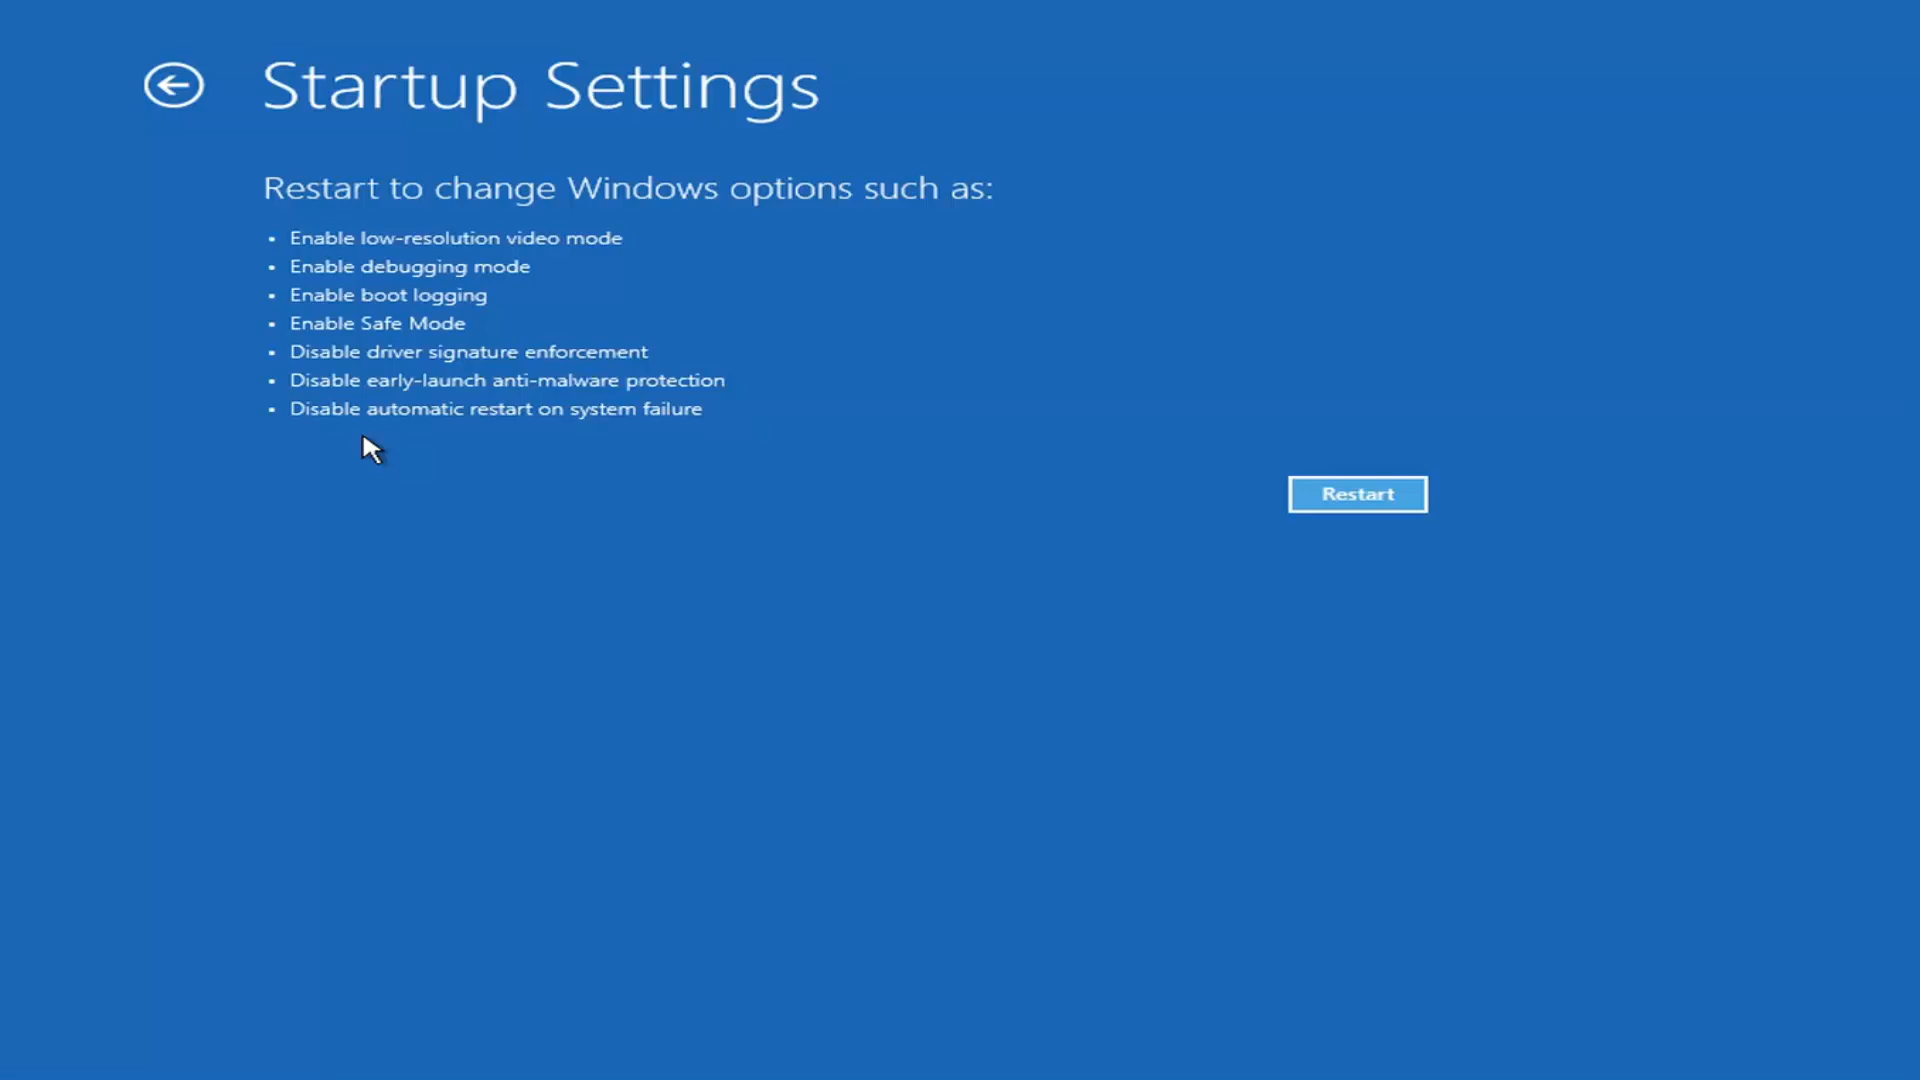 Startup Settings
Restart to change Windows options such as:
• Enable low-resolution video mode
• Enable debugging mode
• Enable boot logging
• Enable Safe Mode
• Disable driver signature enforcement
• Disable early-launch anti-malware protection
• Disable automatic restart on system failure
Restart